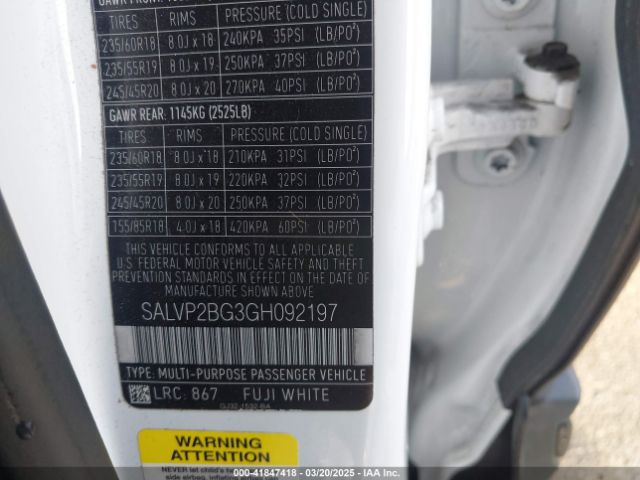 TIRES RIMS PRESSURE (COLD SINGLE)
235/60R18 8.0J x 18 240KPA 35PSI (LB/PO²)
235/55R19 8.0J x 19 250KPA 37PSI (LB/PO²)
245/45R20 8.0J x 20 270KPA 40PSI (LB/PO²)
GAWR REAR: 1145KG (2525LB)
TIRES RIMS PRESSURE (COLD SINGLE)
235/60R18 8.0J x 18 210KPA 31PSI (LB/PO²)
235/55R19 8.0J x 19 220KPA 32PSI (LB/PO²)
245/45R20 8.0J x 20 250KPA 37PSI (LB/PO²)
155/85R18 4.0J x 18 420KPA 60PSI (LB/PO²)
THIS VEHICLE CONFORMS TO ALL APPLICABLE
U.S. FEDERAL MOTOR VEHICLE SAFETY AND THEFT
PREVENTION STANDARDS IN EFFECT ON THE DATE OF
MANUFACTURE SHOWN ABOVE
SALVP2BG3GH092197
TYPE: MULTI-PURPOSE PASSENGER VEHICLE
LRC: 867 FUJI WHITE
WARNING
ATTENTION
NEVER let child's
00-41847418 | 03/20/2025 | IAA Inc.